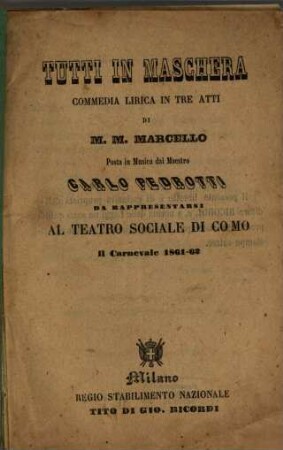 TUTTI IN MASCHERA
COMMEDIA LIRICA IN TRE ATTI
DI
M. M. MARCELLO
Posta in Musica dal Maestro
CARLO PEDROTTI
DA RAPPRESENTARSI
AL TEATRO SOCIALE DI COMO
Il Carnevale 1861-62
Milano
REGIO STABILIMENTO NAZIONALE
TITO DI GIO. RICORDI